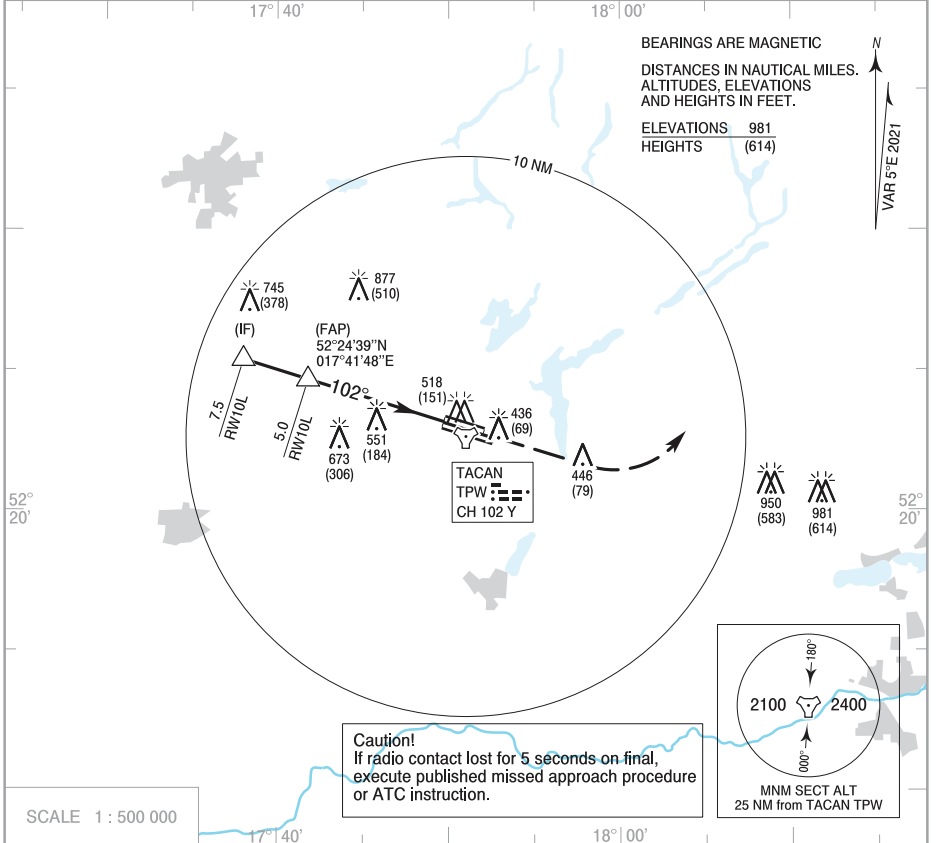 17°40'
18°00'
BEARINGS ARE MAGNETIC
DISTANCES IN NAUTICAL MILES.
ALTITUDES, ELEVATIONS
AND HEIGHTS IN FEET.
ELEVATIONS 981
HEIGHTS (614)
N
VAR 5°E 2021
10 NM
745
(378)
877
(510)
(IF)
(FAP)
52°24'39"N
017°41'48"E
102°
7.5
RW10L
5.0
RW10L
673
(306)
551
(184)
518
(151)
436
(69)
446
(79)
TACAN
TPW
CH 102 Y
950
(583)
981
(614)
52°
20'
52°
20'
180°
2100
2400
000°
MNM SECT ALT
25 NM from TACAN TPW
Caution!
If radio contact lost for 5 seconds on final,
execute published missed approach procedure
or ATC instruction.
SCALE 1 : 500 000
17°40'
18°00'